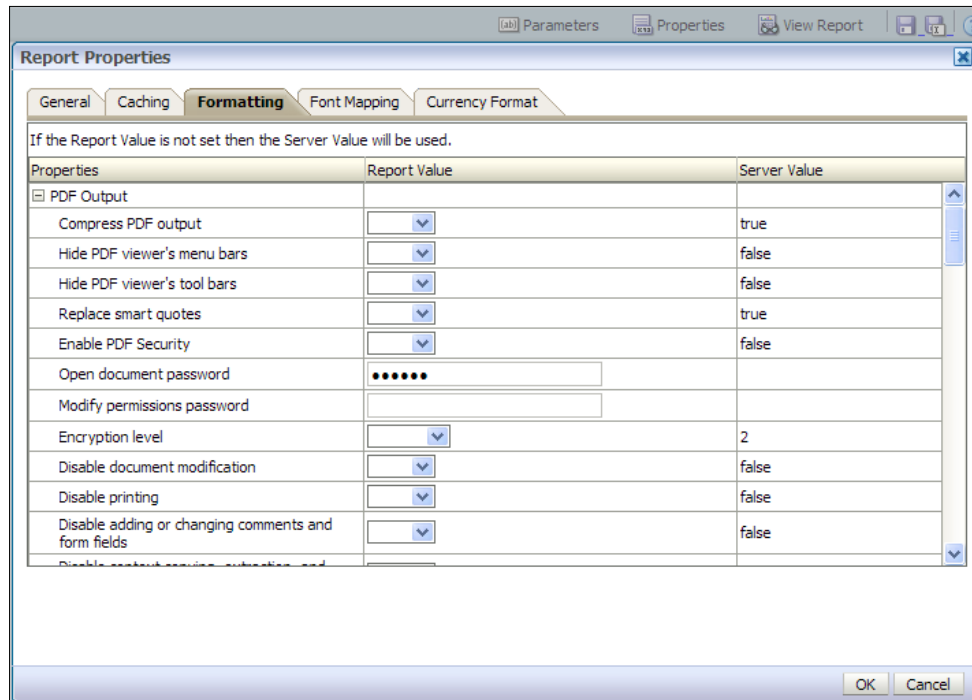 Parameters Properties View Report
Report Properties
General Caching Formatting Font Mapping Currency Format
If the Report Value is not set then the Server Value will be used.
Properties Report Value Server Value
PDF Output
Compress PDF output true
Hide PDF viewer's menu bars false
Hide PDF viewer's tool bars false
Replace smart quotes true
Enable PDF Security false
Open document password ●●●●●●
Modify permissions password
Encryption level 2
Disable document modification false
Disable printing false
Disable adding or changing comments and
form fields false
OK Cancel